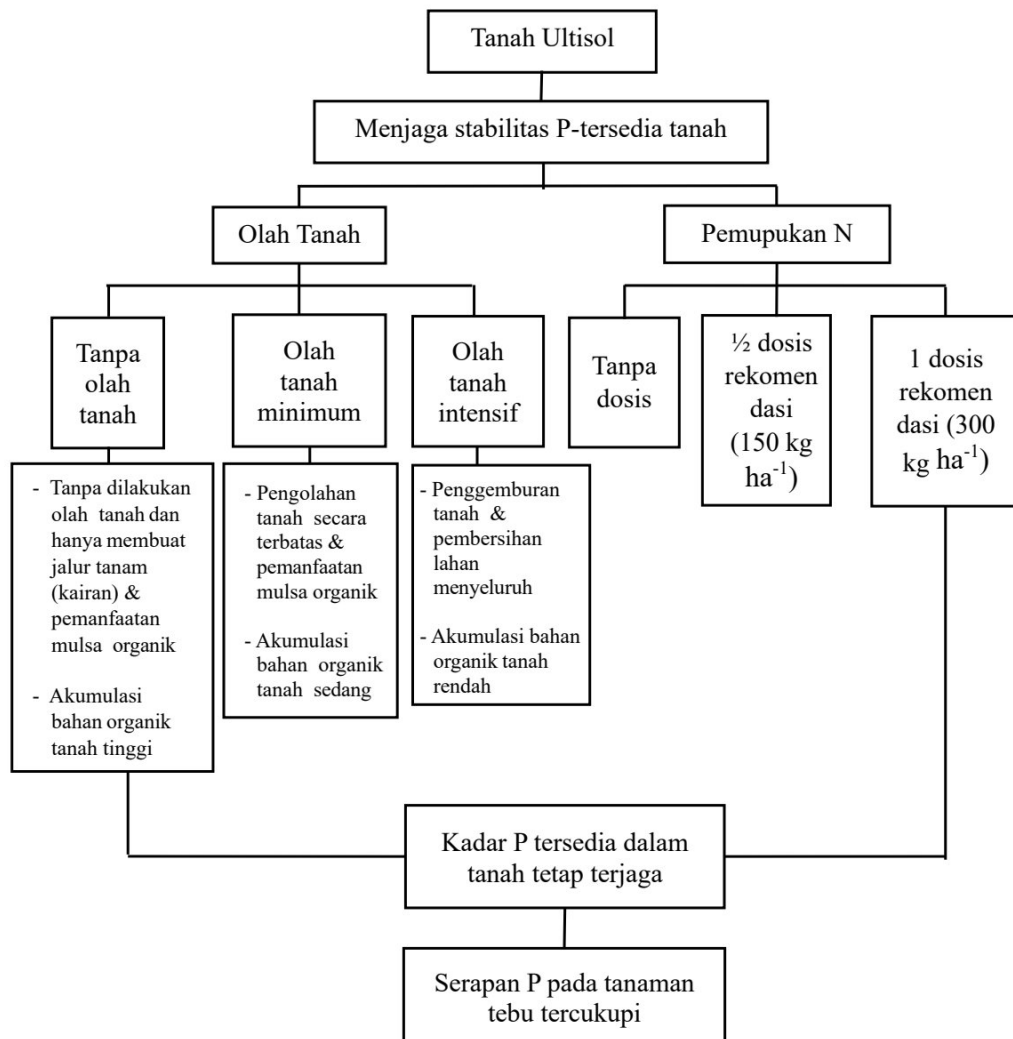 Tanah Ultisol
Menjaga stabilitas P-tersedia tanah
Olah Tanah
Pemupukan N
Tanpa
olah
tanah
Olah
tanah
minimum
Olah
tanah
intensif
Tanpa
dosis
½ dosis
rekomen
dasi
(150 kg
ha⁻¹)
1 dosis
rekomen
dasi (300
kg ha⁻¹)
- Tanpa dilakukan
olah tanah dan
hanya membuat
jalur tanam
(kairan) &
pemanfaatan
mulsa organik
- Akumulasi
bahan organik
tanah tinggi
- Pengolahan
tanah secara
terbatas &
pemanfaatan
mulsa organik
- Akumulasi
bahan organik
tanah sedang
- Penggemburan
tanah &
pembersihan
lahan
menyeluruh
- Akumulasi bahan
organik tanah
rendah
Kadar P tersedia dalam
tanah tetap terjaga
Serapan P pada tanaman
tebu tercukupi